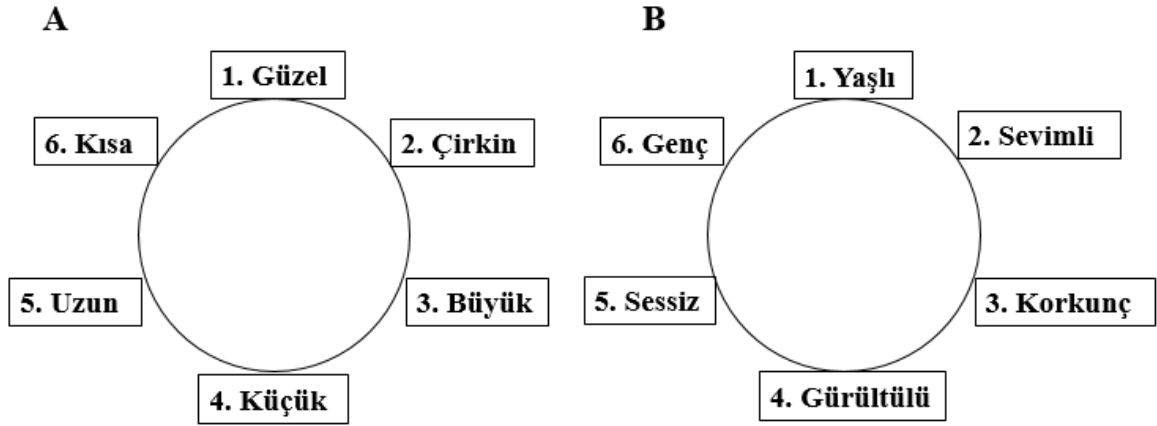 A
1. Güzel
2. Çirkin
3. Büyük
4. Küçük
5. Uzun
6. Kısa
B
1. Yaşlı
2. Sevimli
3. Korkunç
4. Gürültülü
5. Sessiz
6. Genç